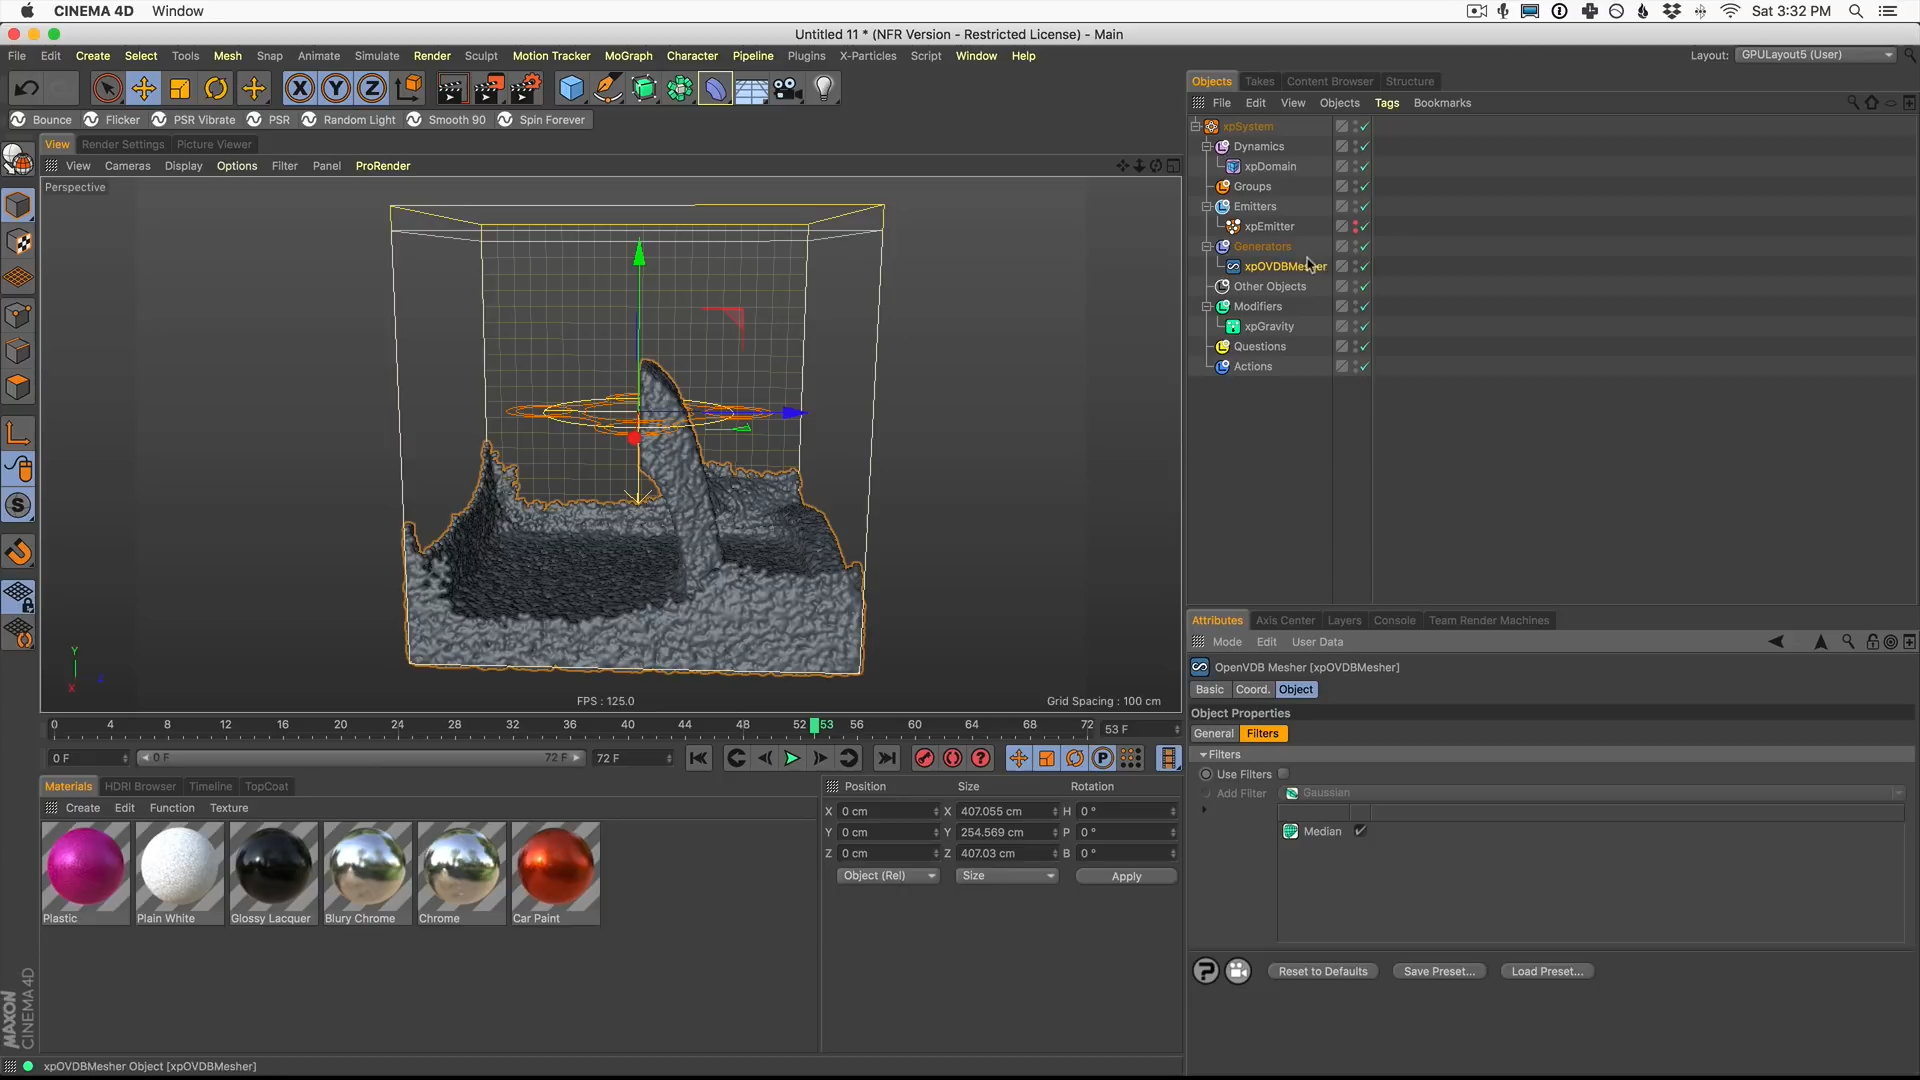 CINEMA 4D Window Sat 3:32 PM
Untitled 11 * (NFR Version - Restricted License) - Main
File Edit Create Select Tools Mesh Snap Animate Simulate Render Sculpt Motion Tracker MoGraph Character Pipeline Plugins X-Particles Script Window Help Layout: GPULayout5 (User)
Objects Takes Content Browser Structure
X Y Z
File Edit View Objects Tags Bookmarks
Bounce Flicker PSR Vibrate PSR Random Light Smooth 90 Spin Forever
xpSystem
View Render Settings Picture Viewer
Dynamics
View Cameras Display Options Filter Panel ProRender
xpDomain
Perspective
Groups
Emitters
xpEmitter
Generators
xpOVDBMesher
Other Objects
Modifiers
xpGravity
Questions
Actions
Attributes Axis Center Layers Console Team Render Machines
Mode Edit User Data
Y
X
OpenVDB Mesher [xpOVDBMesher]
Basic Coord. Object
FPS : 125.0 Grid Spacing : 100 cm
Object Properties
0 4 8 12 16 20 24 28 32 36 40 44 48 52 53 56 60 64 68 72 53 F
General Filters
Filters
0 F 0 F 72 F 72 F P
Use Filters
Add Filter Gaussian
Materials HDRI Browser Timeline TopCoat
Position Size Rotation
Create Edit Function Texture
X 0 cm X 407.055 cm H 0 °
Y 0 cm Y 254.569 cm P 0 °
Z 0 cm Z 407.03 cm B 0 °
Median
Object (Rel) Size Apply
Plastic Plain White Glossy Lacquer Blury Chrome Chrome Car Paint
Reset to Defaults Save Preset... Load Preset...
MAXON
CINEMA 4D
xpOVDBMesher Object [xpOVDBMesher]